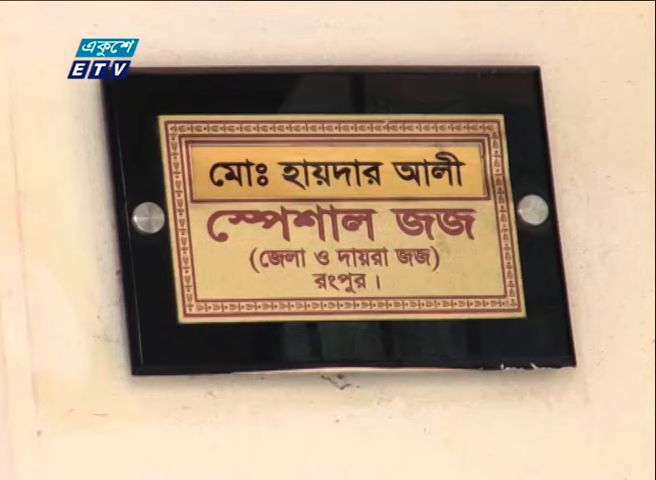 একুশে
ETV
মোঃ হায়দার আলী
স্পেশাল জজ
(জেলা ও দায়রা জজ)
রংপুর।